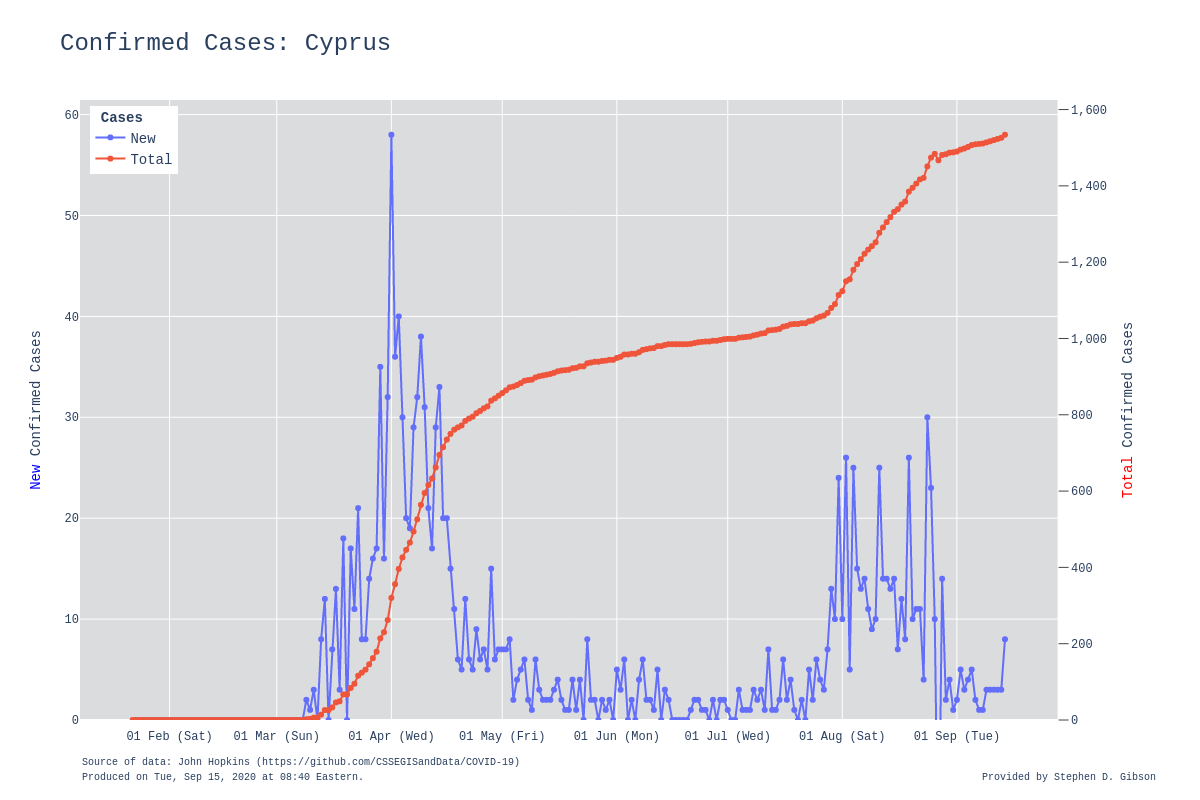 Confirmed Cases: Cyprus
Cases
New
Total
60
50
40
30
20
10
0
New Confirmed Cases
1,600
1,400
1,200
1,000
800
600
400
200
0
Total Confirmed Cases
01 Feb (Sat) 01 Mar (Sun) 01 Apr (Wed) 01 May (Fri) 01 Jun (Mon) 01 Jul (Wed) 01 Aug (Sat) 01 Sep (Tue)
Source of data: John Hopkins (https://github.com/CSSEGISandData/COVID-19)
Produced on Tue, Sep 15, 2020 at 08:40 Eastern.
Provided by Stephen D. Gibson